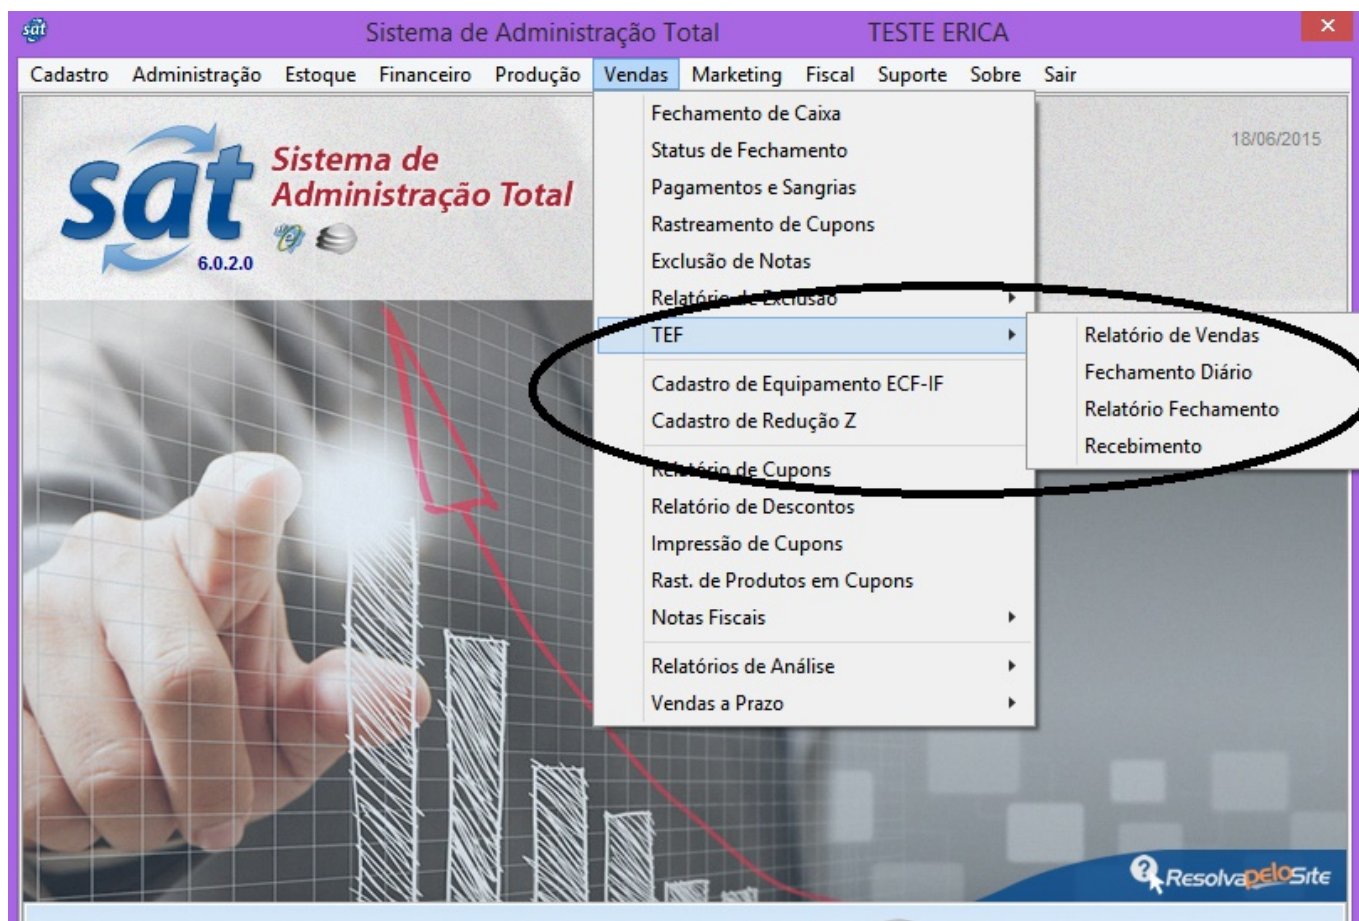 sat
Sistema de Administração Total TESTE ERICA
Cadastro Administração Estoque Financeiro Produção Vendas Marketing Fiscal Suporte Sobre Sair
18/06/2015
sat
Sistema de
Administração Total
6.0.2.0
Fechamento de Caixa
Status de Fechamento
Pagamentos e Sangrias
Rastreamento de Cupons
Exclusão de Notas
Relatório de Exclusão
TEF
Relatório de Vendas
Fechamento Diário
Relatório Fechamento
Recebimento
Cadastro de Equipamento ECF-IF
Cadastro de Redução Z
Relatório de Cupons
Relatório de Descontos
Impressão de Cupons
Rast. de Produtos em Cupons
Notas Fiscais
Relatórios de Análise
Vendas a Prazo
ResolvapeloSite